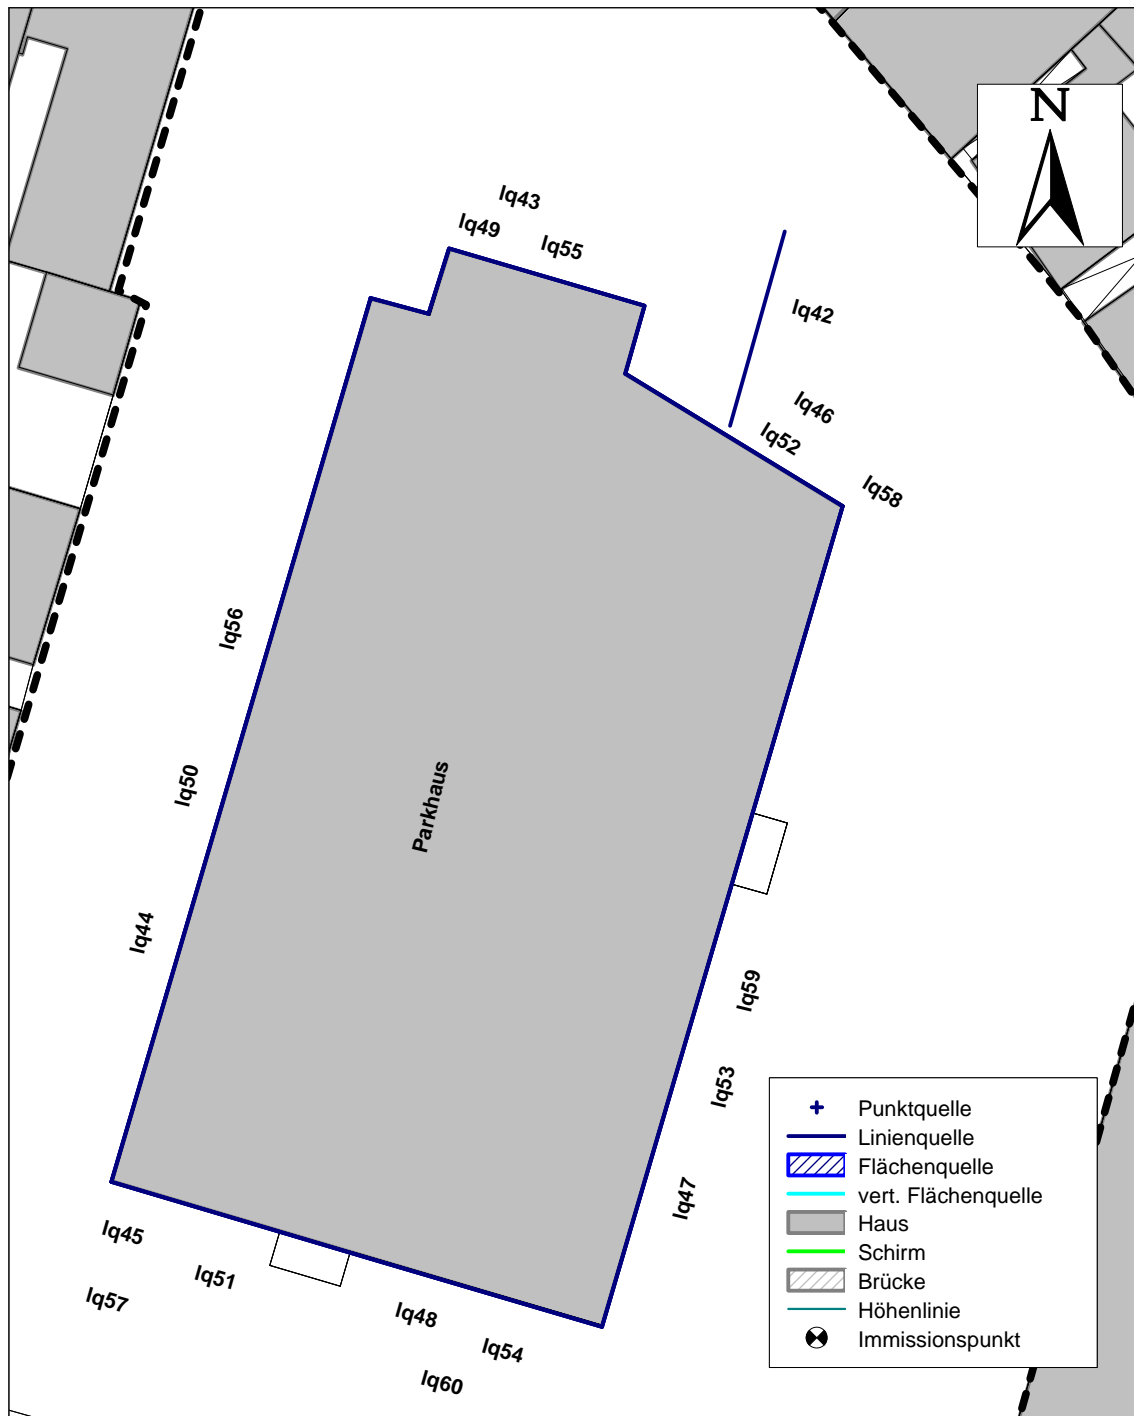 N
lq43
lq49
lq55
lq42
lq46
lq52
lq58
lq56
lq50
Parkhaus
lq44
lq59
lq53
lq47
lq45
lq51
lq57
lq48
lq54
lq60
Punktquelle
Linienquelle
Flächenquelle
vert. Flächenquelle
Haus
Schirm
Brücke
Höhenlinie
Immissionspunkt